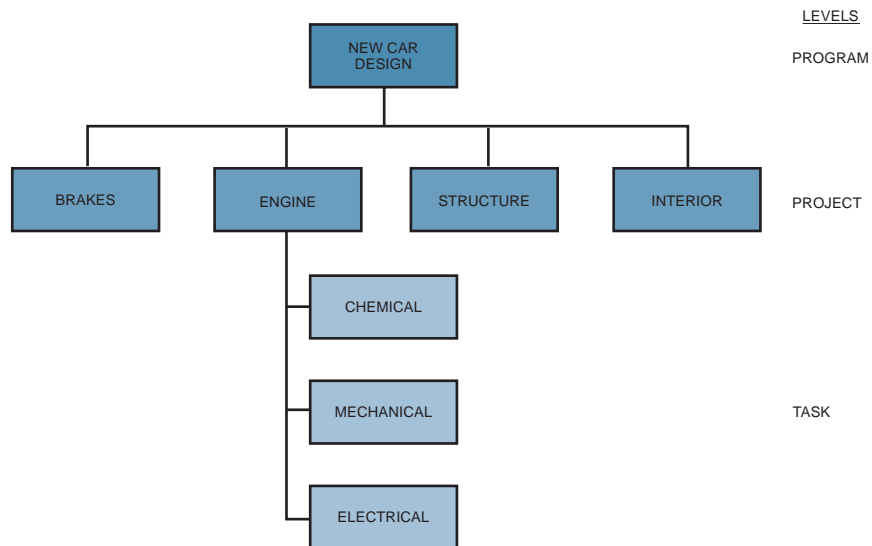 LEVELS
NEW CAR
DESIGN
PROGRAM
BRAKES
ENGINE
STRUCTURE
INTERIOR
PROJECT
CHEMICAL
MECHANICAL
TASK
ELECTRICAL